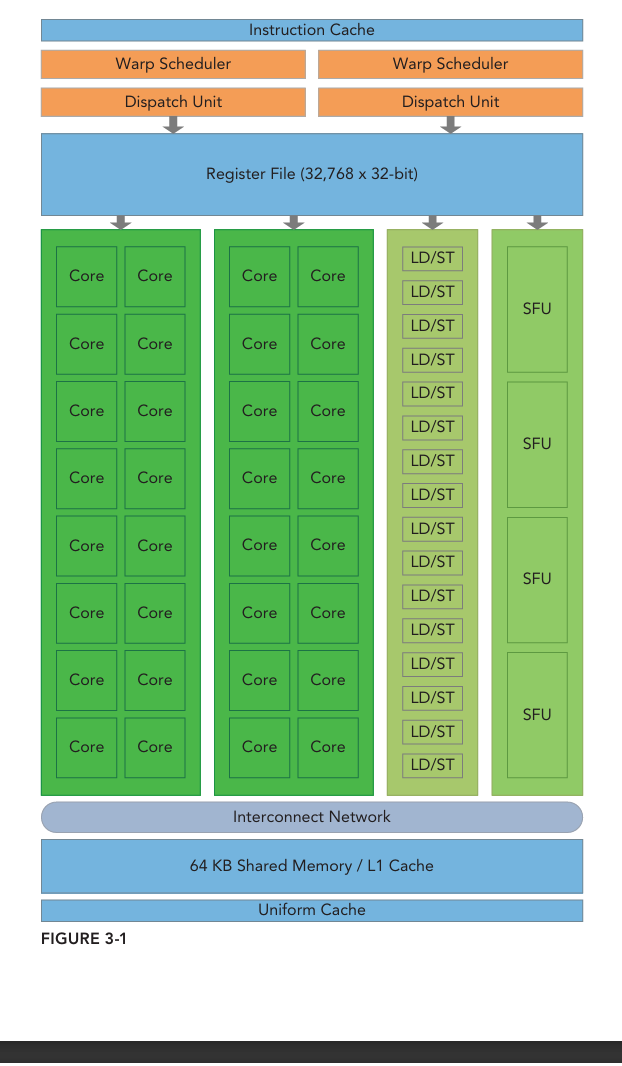 Instruction Cache
Warp Scheduler Warp Scheduler
Dispatch Unit Dispatch Unit
Register File (32,768 x 32-bit)
Core Core Core Core LD/ST SFU
LD/ST
Core Core Core Core LD/ST
LD/ST
Core Core Core Core LD/ST SFU
LD/ST
Core Core Core Core LD/ST
LD/ST
Core Core Core Core LD/ST SFU
LD/ST
Core Core Core Core LD/ST
LD/ST
Core Core Core Core LD/ST SFU
LD/ST
Core Core Core Core LD/ST
LD/ST
Interconnect Network
64 KB Shared Memory / L1 Cache
Uniform Cache
FIGURE 3-1